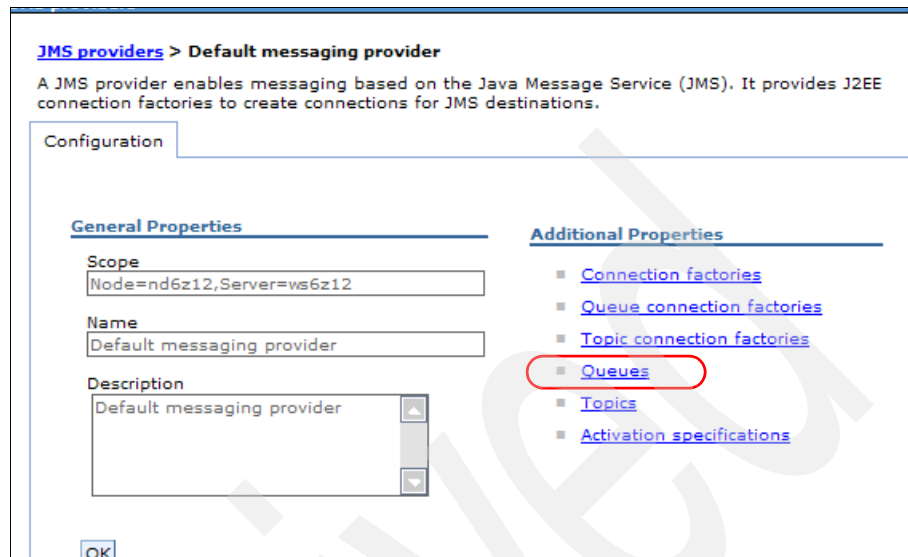 JMS providers > Default messaging provider
A JMS provider enables messaging based on the Java Message Service (JMS). It provides J2EE
connection factories to create connections for JMS destinations.
Configuration
General Properties
Scope
Node=nd6z12,Server=ws6z12
Name
Default messaging provider
Description
Default messaging provider
OK
Additional Properties
Connection factories
Queue connection factories
Topic connection factories
Queues
Topics
Activation specifications